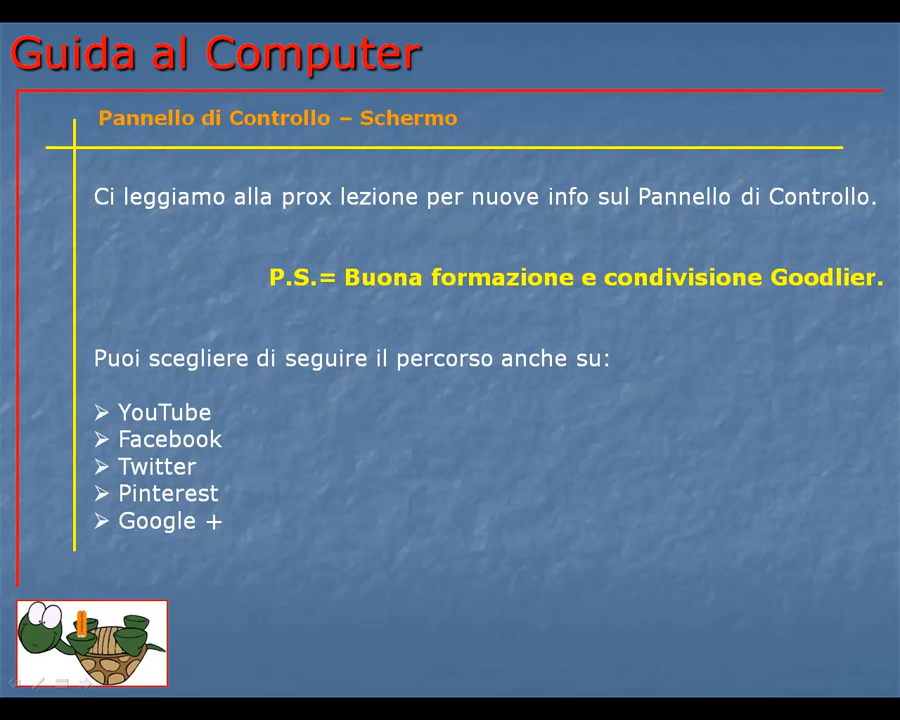 Guida al Computer
Pannello di Controllo – Schermo
Ci leggiamo alla prox lezione per nuove info sul Pannello di Controllo.
P.S.= Buona formazione e condivisione Goodlier.
Puoi scegliere di seguire il percorso anche su:
➢ YouTube
➢ Facebook
➢ Twitter
➢ Pinterest
➢ Google +